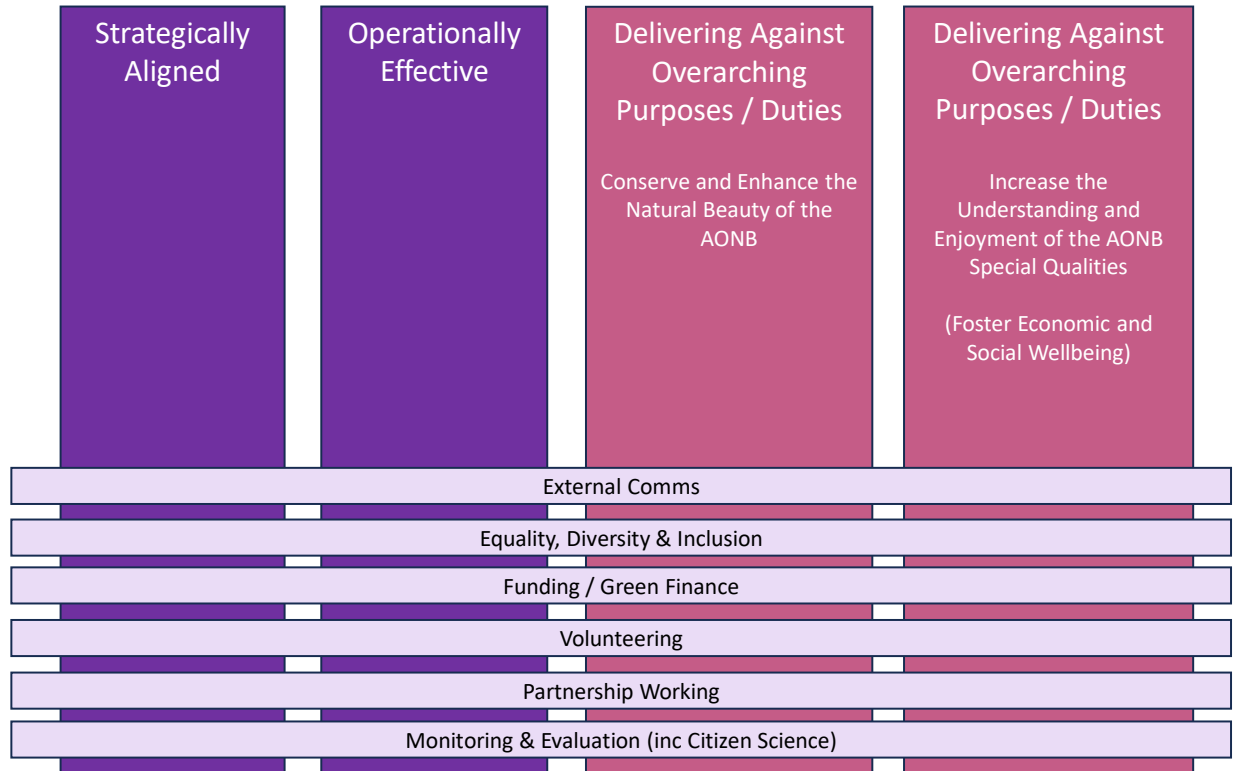 Strategically
Aligned
Operationally
Effective
Delivering Against
Overarching
Purposes / Duties
Conserve and Enhance the
Natural Beauty of the
AONB
Delivering Against
Overarching
Purposes / Duties
Increase the
Understanding and
Enjoyment of the AONB
Special Qualities
(Foster Economic and
Social Wellbeing)
External Comms
Equality, Diversity & Inclusion
Funding / Green Finance
Volunteering
Partnership Working
Monitoring & Evaluation (inc Citizen Science)